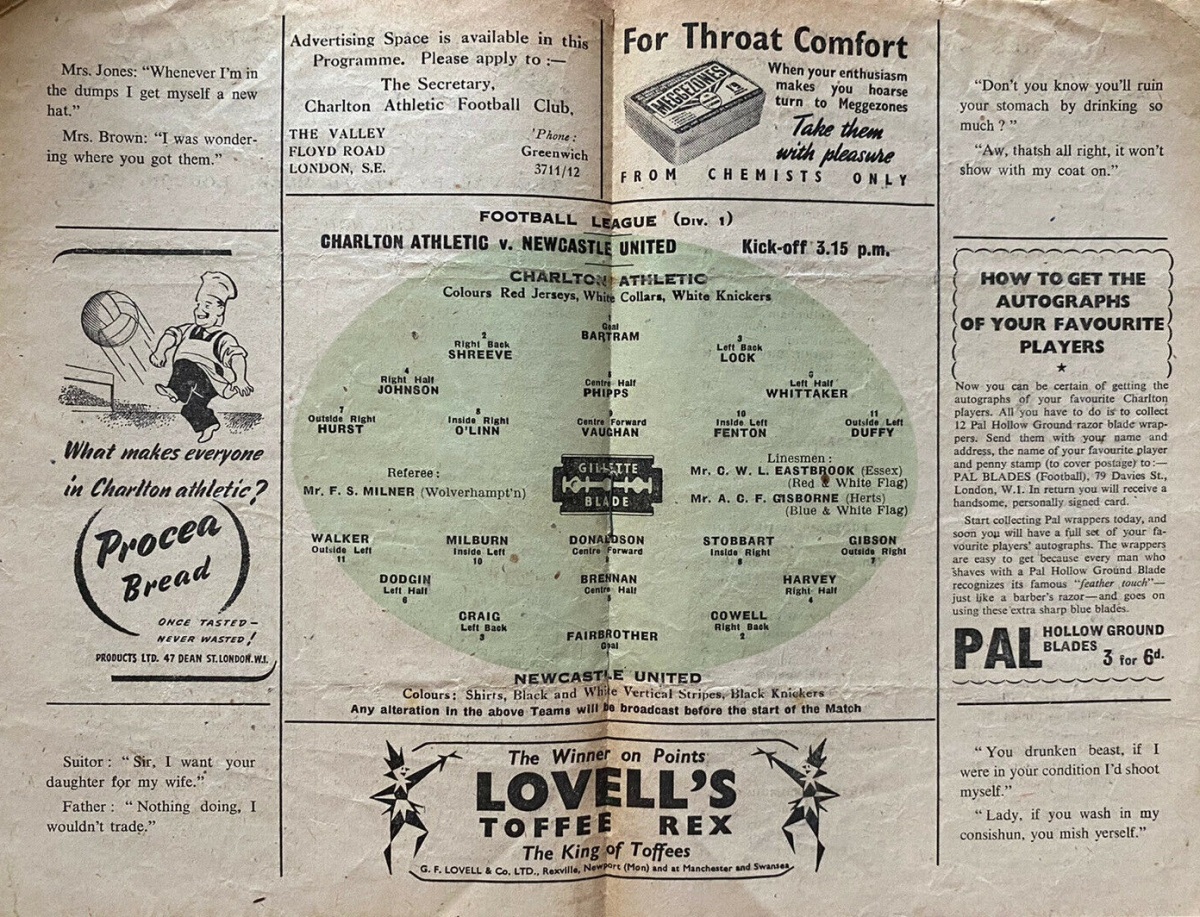 Mrs. Jones: "Whenever I'm in
the dumps I get myself a new
hat."
Mrs. Brown: "I was wonder-
ing where you got them."
What makes everyone
in Charlton athletic?
Procea
Bread
ONCE TASTED –
NEVER WASTED!
PRODUCTS LTD. 47 DEAN ST. LONDON. W.1.
Suitor: "Sir, I want your
daughter for my wife."
Father: "Nothing doing, I
wouldn't trade."
Advertising Space is available in this
Programme. Please apply to :—
The Secretary,
Charlton Athletic Football Club,
THE VALLEY
FLOYD ROAD
LONDON, S.E.
'Phone:
Greenwich
3711/12
For Throat Comfort
MEGGEZONES
When your enthusiasm
makes you hoarse
turn to Meggezones
Take them
with pleasure
FROM CHEMISTS ONLY
FOOTBALL LEAGUE (DIV. 1)
CHARLTON ATHLETIC v. NEWCASTLE UNITED Kick-off 3.15 p.m.
CHARLTON ATHLETIC
Colours Red Jerseys, White Collars, White Knickers
1
Goal
BARTRAM
2
Right Back
SHREEVE
3
Left Back
LOCK
4
Right Half
JOHNSON
5
Centre Half
PHIPPS
6
Left Half
WHITTAKER
7
Outside Right
HURST
8
Inside Right
O'LINN
Centre Forward
VAUGHAN
10
Inside Left
FENTON
11
Outside Left
DUFFY
Referee:
Mr. F. S. MILNER (Wolverhampt'n)
GILLETTE
BLADE
Linesmen:
Mr. C. W. L. EASTBROOK (Essex)
(Red & White Flag)
Mr. A. C. F. GISBORNE (Herts)
(Blue & White Flag)
WALKER
Outside Left
11
MILBURN
Inside Left
10
DONALDSON
Centre Forward
STOBBART
Inside Right
8
GIBSON
Outside Right
7
DODGIN
Left Half
6
BRENNAN
Centre Half
5
HARVEY
Right Half
4
CRAIG
Left Back
3
COWELL
Right Back
2
FAIRBROTHER
Goal
NEWCASTLE UNITED
Colours: Shirts, Black and White Vertical Stripes, Black Knickers
Any alteration in the above Teams will be broadcast before the start of the Match
The Winner on Points
LOVELL'S
TOFFEE REX
The King of Toffees
G. F. LOVELL & Co. LTD., Rexville, Newport (Mon) and at Manchester and Swansea
"Don't you know you'll ruin
your stomach by drinking so
much?"
"Aw, thatsh all right, it won't
show with my coat on."
HOW TO GET THE
AUTOGRAPHS
OF YOUR FAVOURITE
PLAYERS
Now you can be certain of getting the
autographs of your favourite Charlton
players. All you have to do is to collect
12 Pal Hollow Ground razor blade wrap-
pers. Send them with your name and
address, the name of your favourite player
and penny stamp (to cover postage) to:—
PAL BLADES (Football), 79 Davies St.,
London, W.1. In return you will receive a
handsome, personally signed card.
Start collecting Pal wrappers today, and
soon you will have a full set of your fa-
vourite players' autographs. The wrappers
are easy to get because every man who
shaves with a Pal Hollow Ground Blade
recognizes its famous "feather touch"—
just like a barber's razor—and goes on
using these extra sharp blue blades.
PAL HOLLOW GROUND
BLADES 3 for 6d.
"You drunken beast, if I
were in your condition I'd shoot
myself."
"Lady, if you wash in my
consishun, you mish yerself."